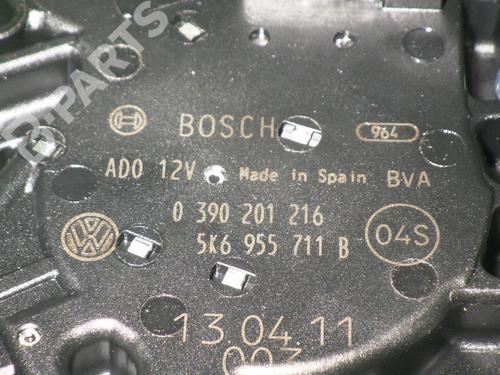 B-PARTS
BOSCH 964
ADO 12V Made in Spain BVA
0 390 201 216
5K6 955 711 B 04S
13.04.11
003